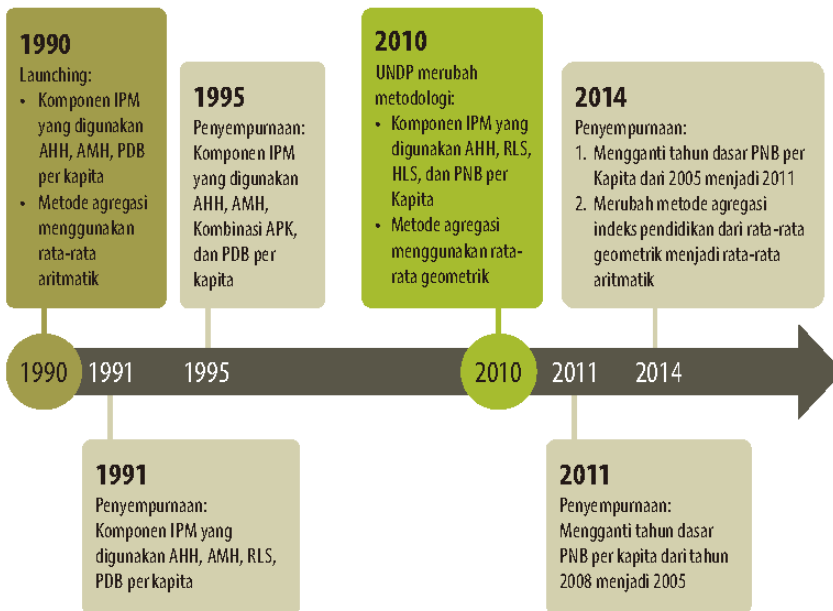 1990
Launching:
• Komponen IPM
yang digunakan
AHH, AMH, PDB
per kapita
• Metode agregasi
menggunakan
rata-rata
aritmatik
1995
Penyempurnaan:
Komponen IPM
yang digunakan
AHH, AMH,
Kombinasi APK,
dan PDB per
kapita
2010
UNDP merubah
metodologi:
• Komponen IPM yang
digunakan AHH, RLS,
HLS, dan PNB per
Kapita
• Metode agregasi
menggunakan rata-
rata geometrik
2014
Penyempurnaan:
1. Mengganti tahun dasar PNB per
Kapita dari 2005 menjadi 2011
2. Merubah metode agregasi
indeks pendidikan dari rata-rata
geometrik menjadi rata-rata
aritmatik
1990 1991 1995 2010 2011 2014
1991
Penyempurnaan:
Komponen IPM yang
digunakan AHH, AMH, RLS,
PDB per kapita
2011
Penyempurnaan:
Mengganti tahun dasar
PNB per kapita dari tahun
2008 menjadi 2005